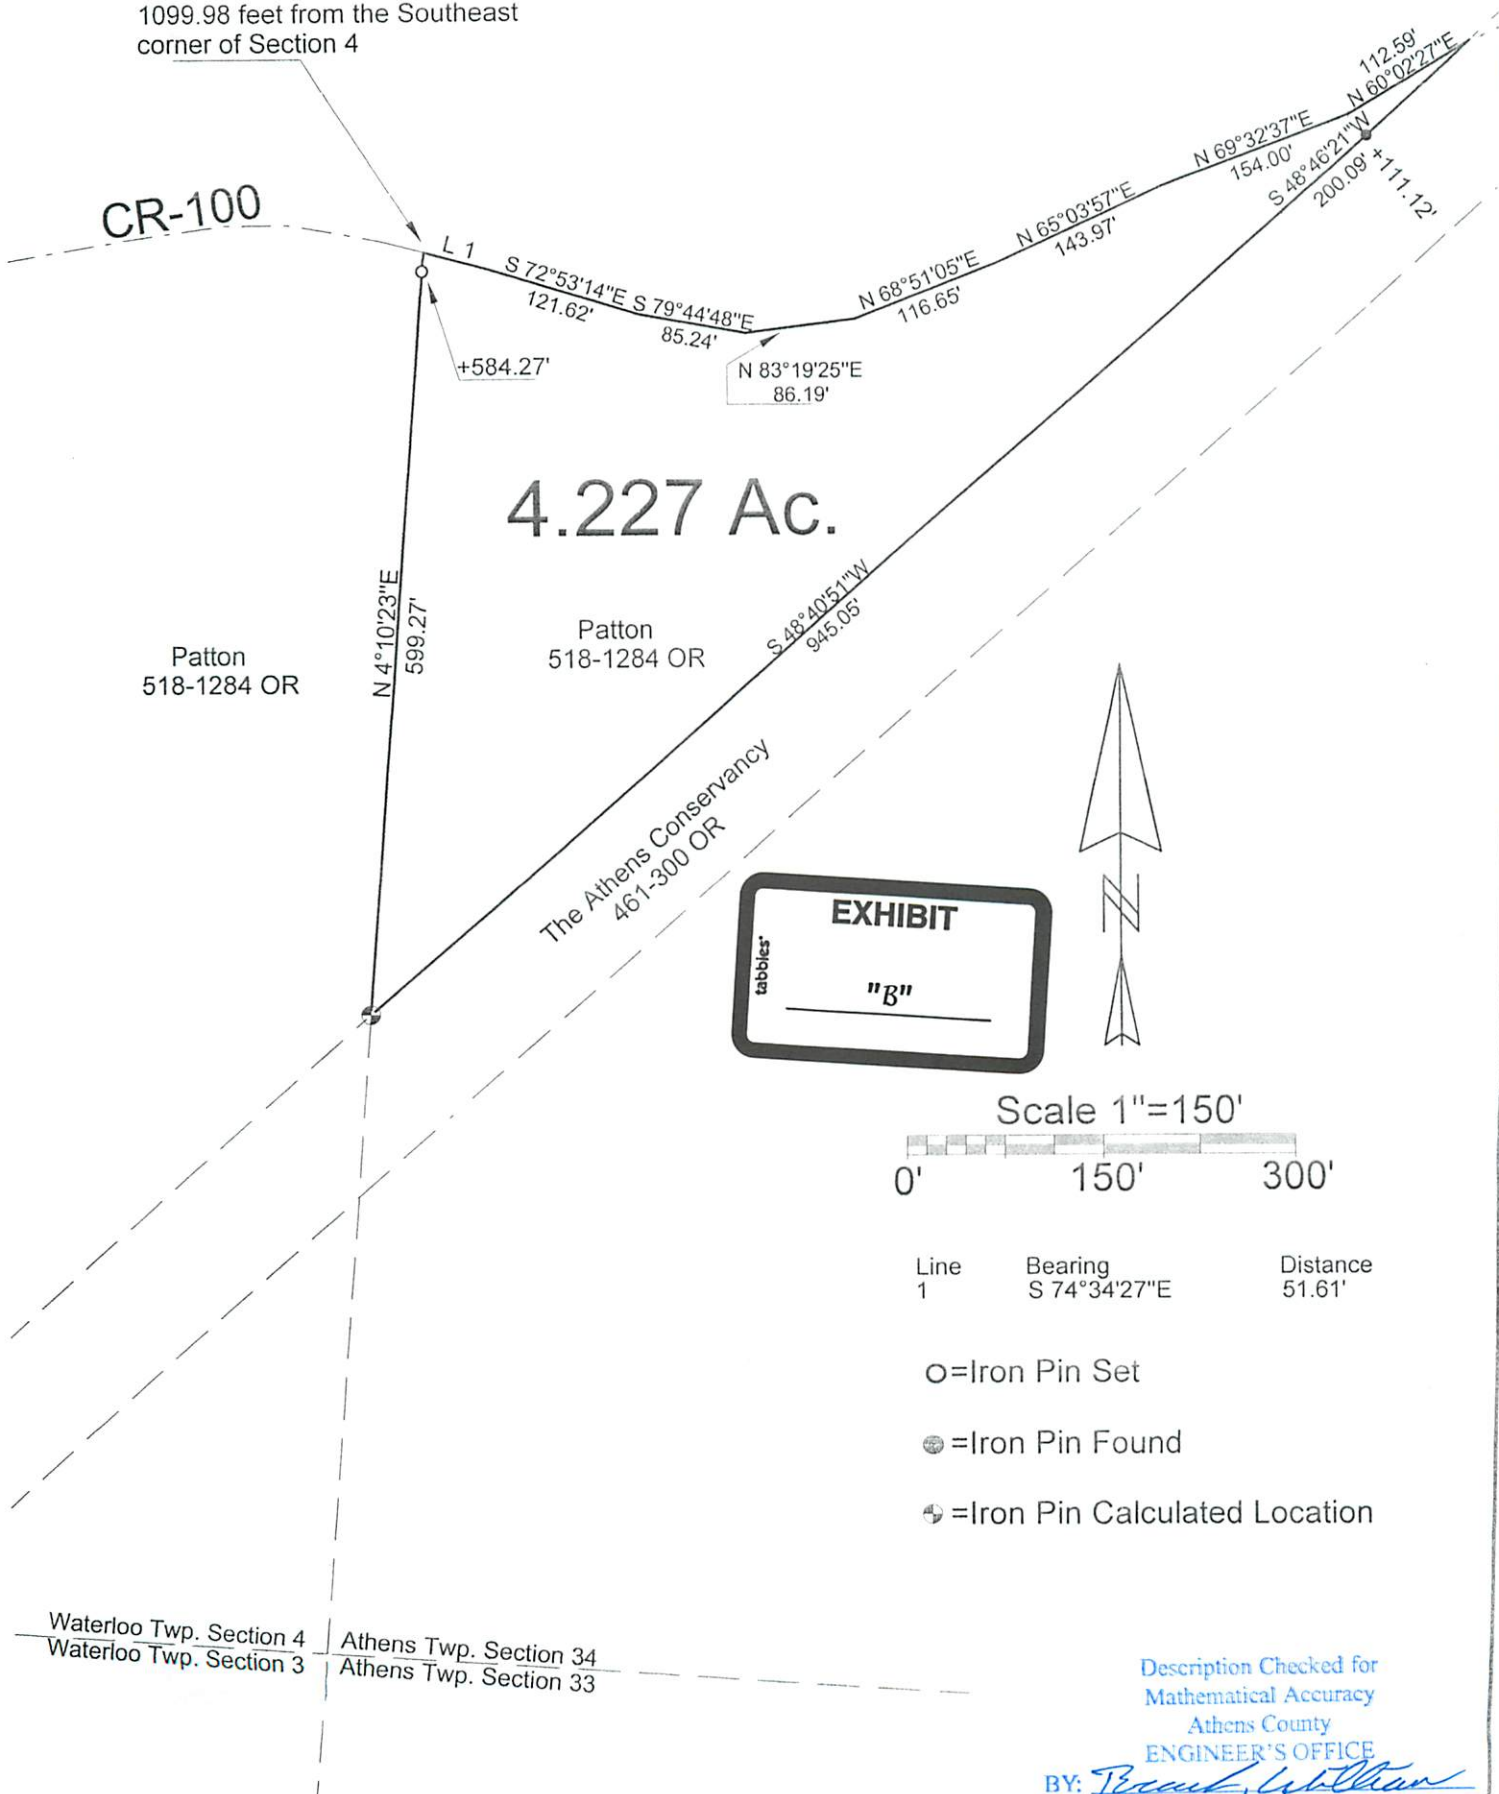 1099.98 feet from the Southeast
corner of Section 4
CR-100
L 1
S 72°53'14"E
121.62'
S 79°44'48"E
85.24'
N 83°19'25"E
86.19'
N 68°51'05"E
116.65'
N 65°03'57"E
143.97'
N 69°32'37"E
154.00'
112.59'
N 60°02'27"E
S 48°46'21"W
200.09'
+111.12'
+584.27'
4.227 Ac.
N 4°10'23"E
599.27'
Patton
518-1284 OR
Patton
518-1284 OR
S 48°40'51"W
945.05'
The Athens Conservancy
461-300 OR
N
EXHIBIT
tabbies'
"B"
Scale 1"=150'
0' 150' 300'
Line Bearing Distance
1 S 74°34'27"E 51.61'
=Iron Pin Set
=Iron Pin Found
=Iron Pin Calculated Location
Waterloo Twp. Section 4
Waterloo Twp. Section 3
Athens Twp. Section 34
Athens Twp. Section 33
Description Checked for
Mathematical Accuracy
Athens County
ENGINEER'S OFFICE
BY: